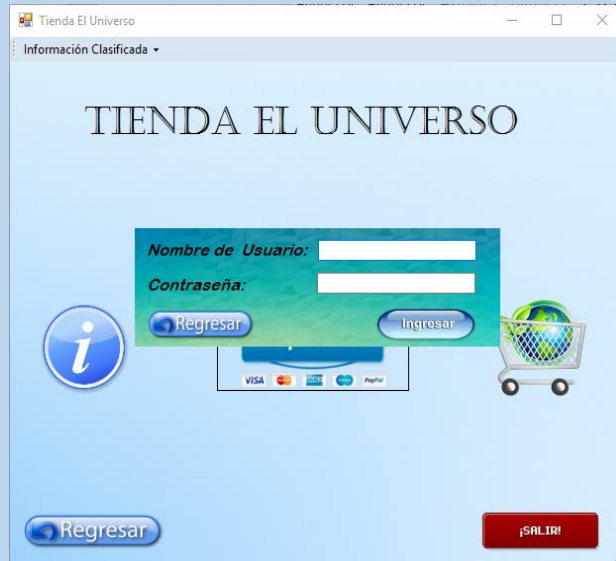 Tienda El Universo
Información Clasificada
TIENDA EL UNIVERSO
Nombre de Usuario:
Contraseña:
Regresar
Ingresar
i
VISA
PayPal
Regresar
¡SALIR!